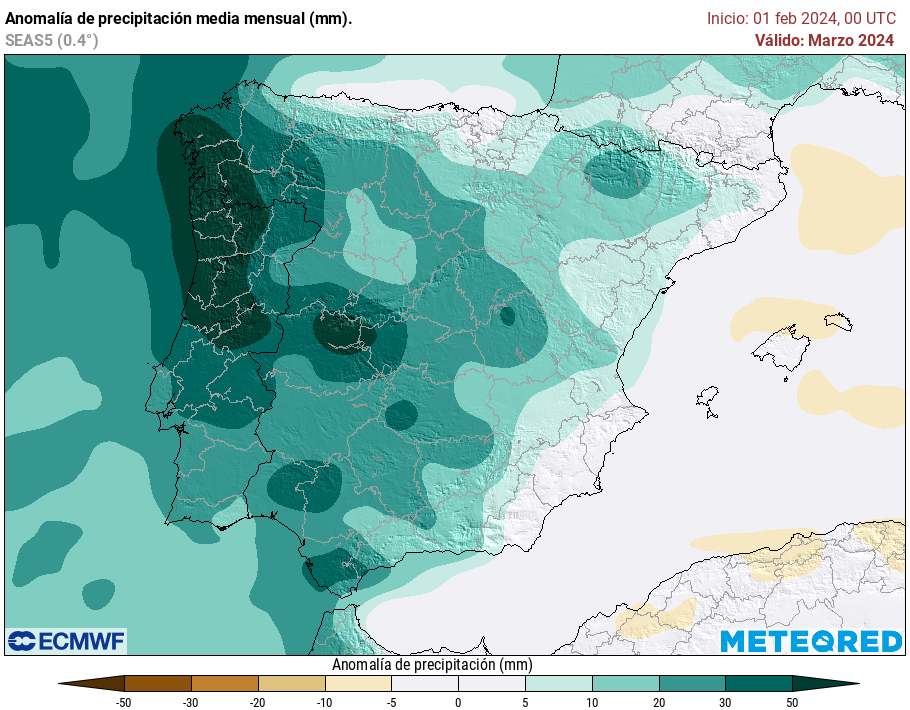 Anomalía de precipitación media mensual (mm).
Inicio: 01 feb 2024, 00 UTC
SEAS5 (0.4°)
Válido: Marzo 2024
ECMWF
METEORED
Anomalía de precipitación (mm)
-50 -30 -20 -10 -5 0 5 10 20 30 50